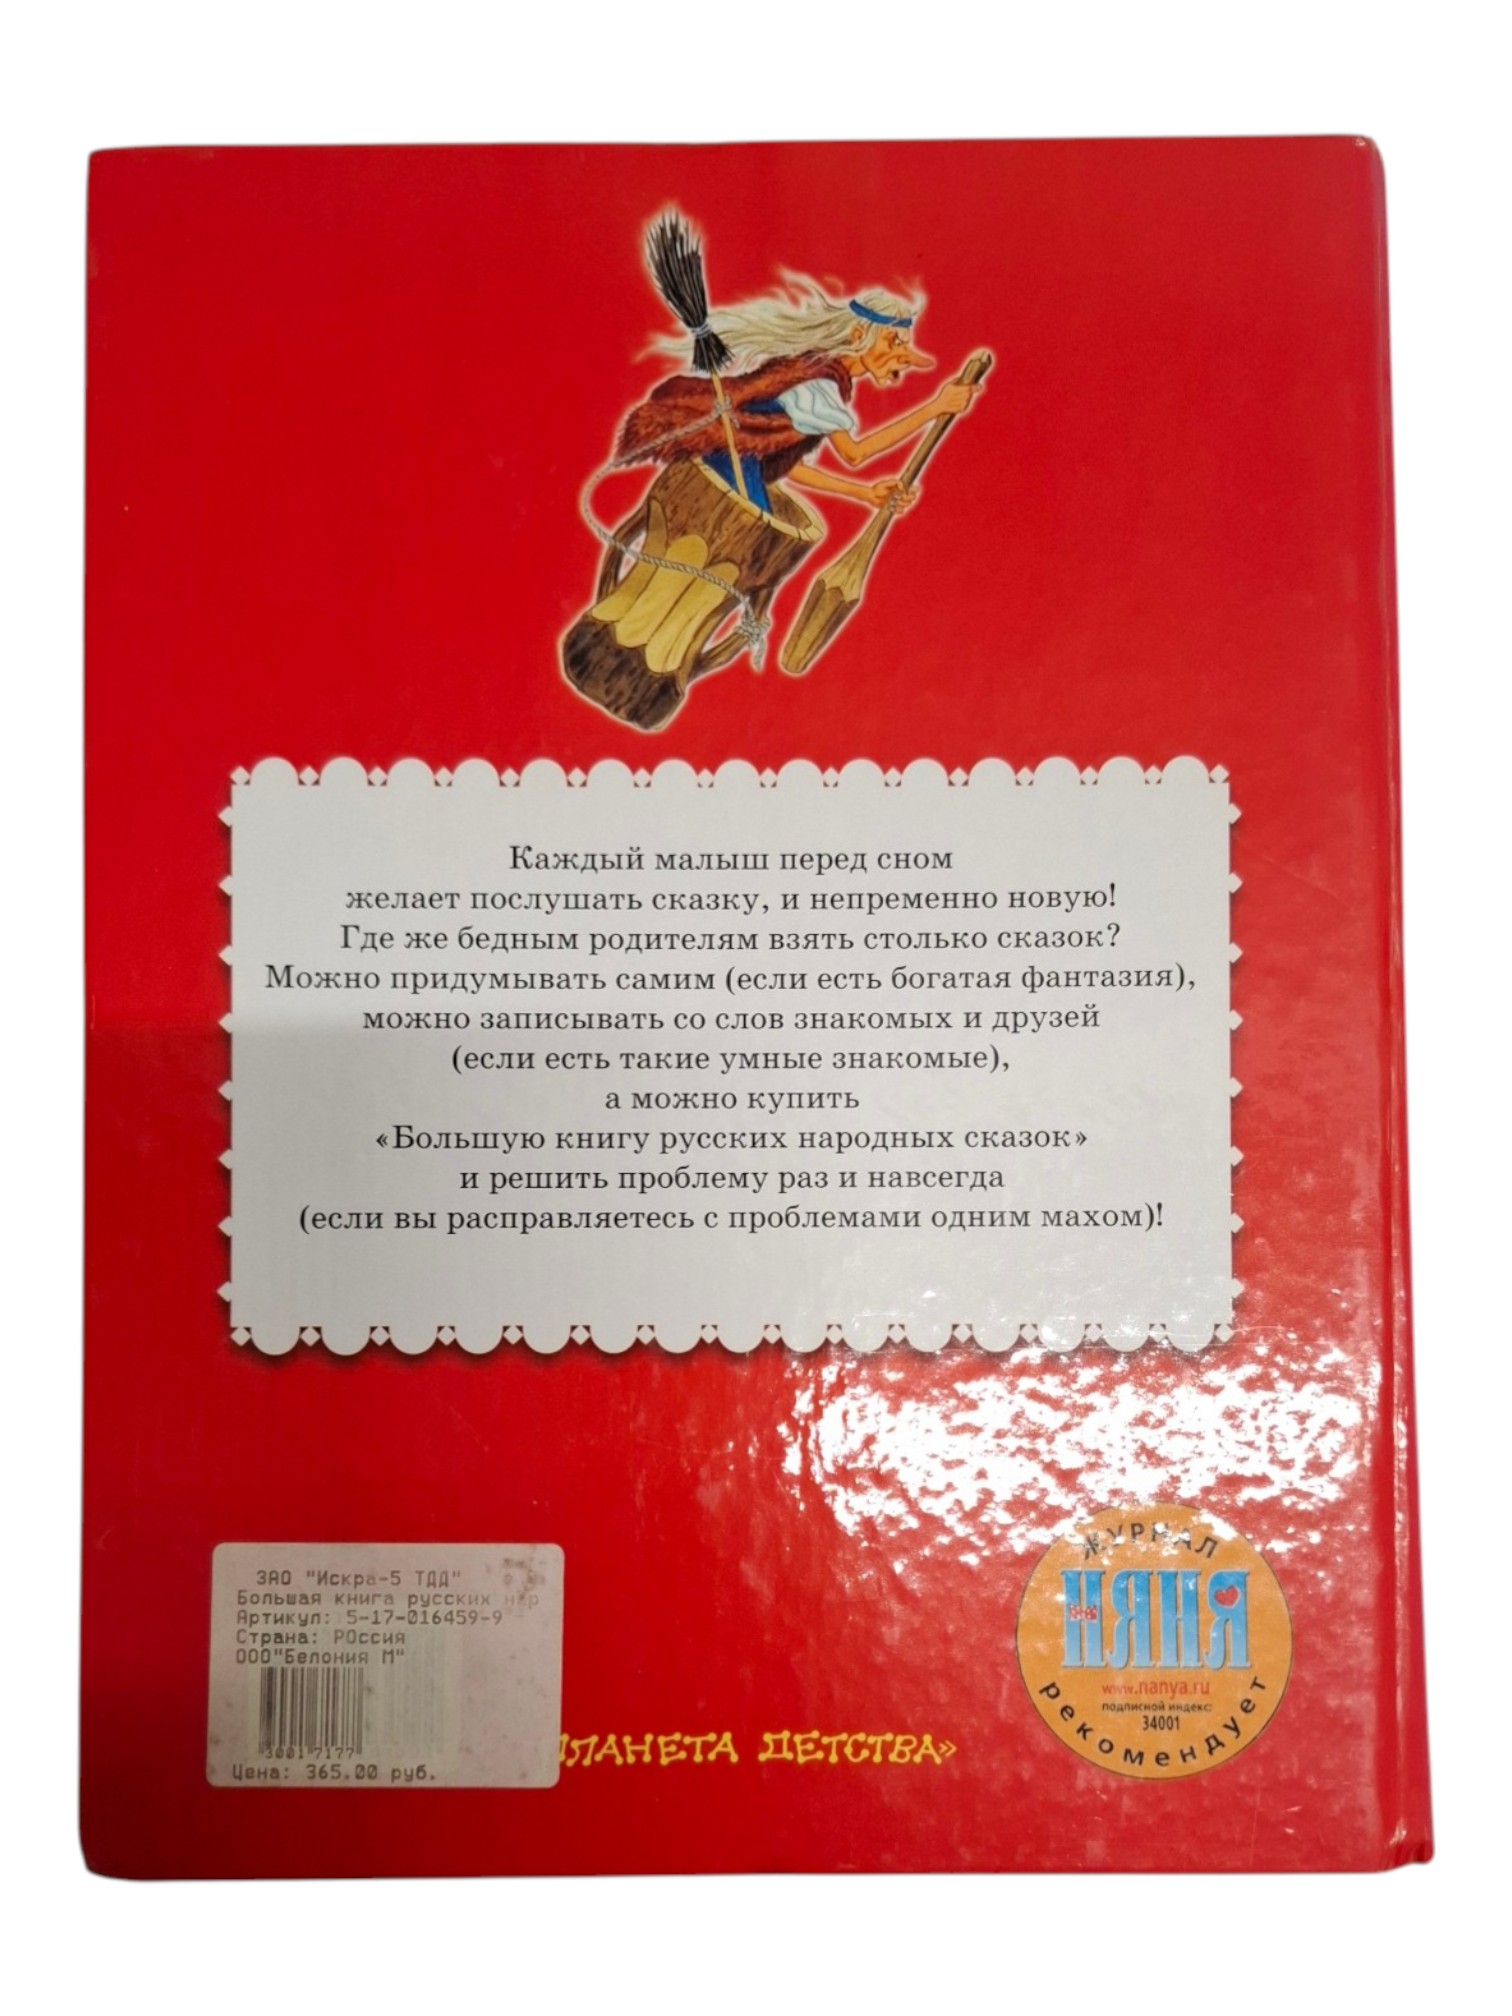 Каждый малыш перед сном
желает послушать сказку, и непременно новую!
Где же бедным родителям взять столько сказок?
Можно придумывать самим (если есть богатая фантазия),
можно записывать со слов знакомых и друзей
(если есть такие умные знакомые),
а можно купить
«Большую книгу русских народных сказок»
и решить проблему раз и навсегда
(если вы расправляетесь с проблемами одним махом)!
ЗАО "Искра-5 ТДД"
Большая книга русских нар
Артикул: 5-17-016459-9
Страна: РОссия
ООО"Белония М"
30017177
Цена: 365.00 руб.
ПЛАНЕТА ДЕТСТВА»
ЖУРНАЛ
НЯНЯ
www.nanya.ru
подписной индекс:
34001
рекомендует